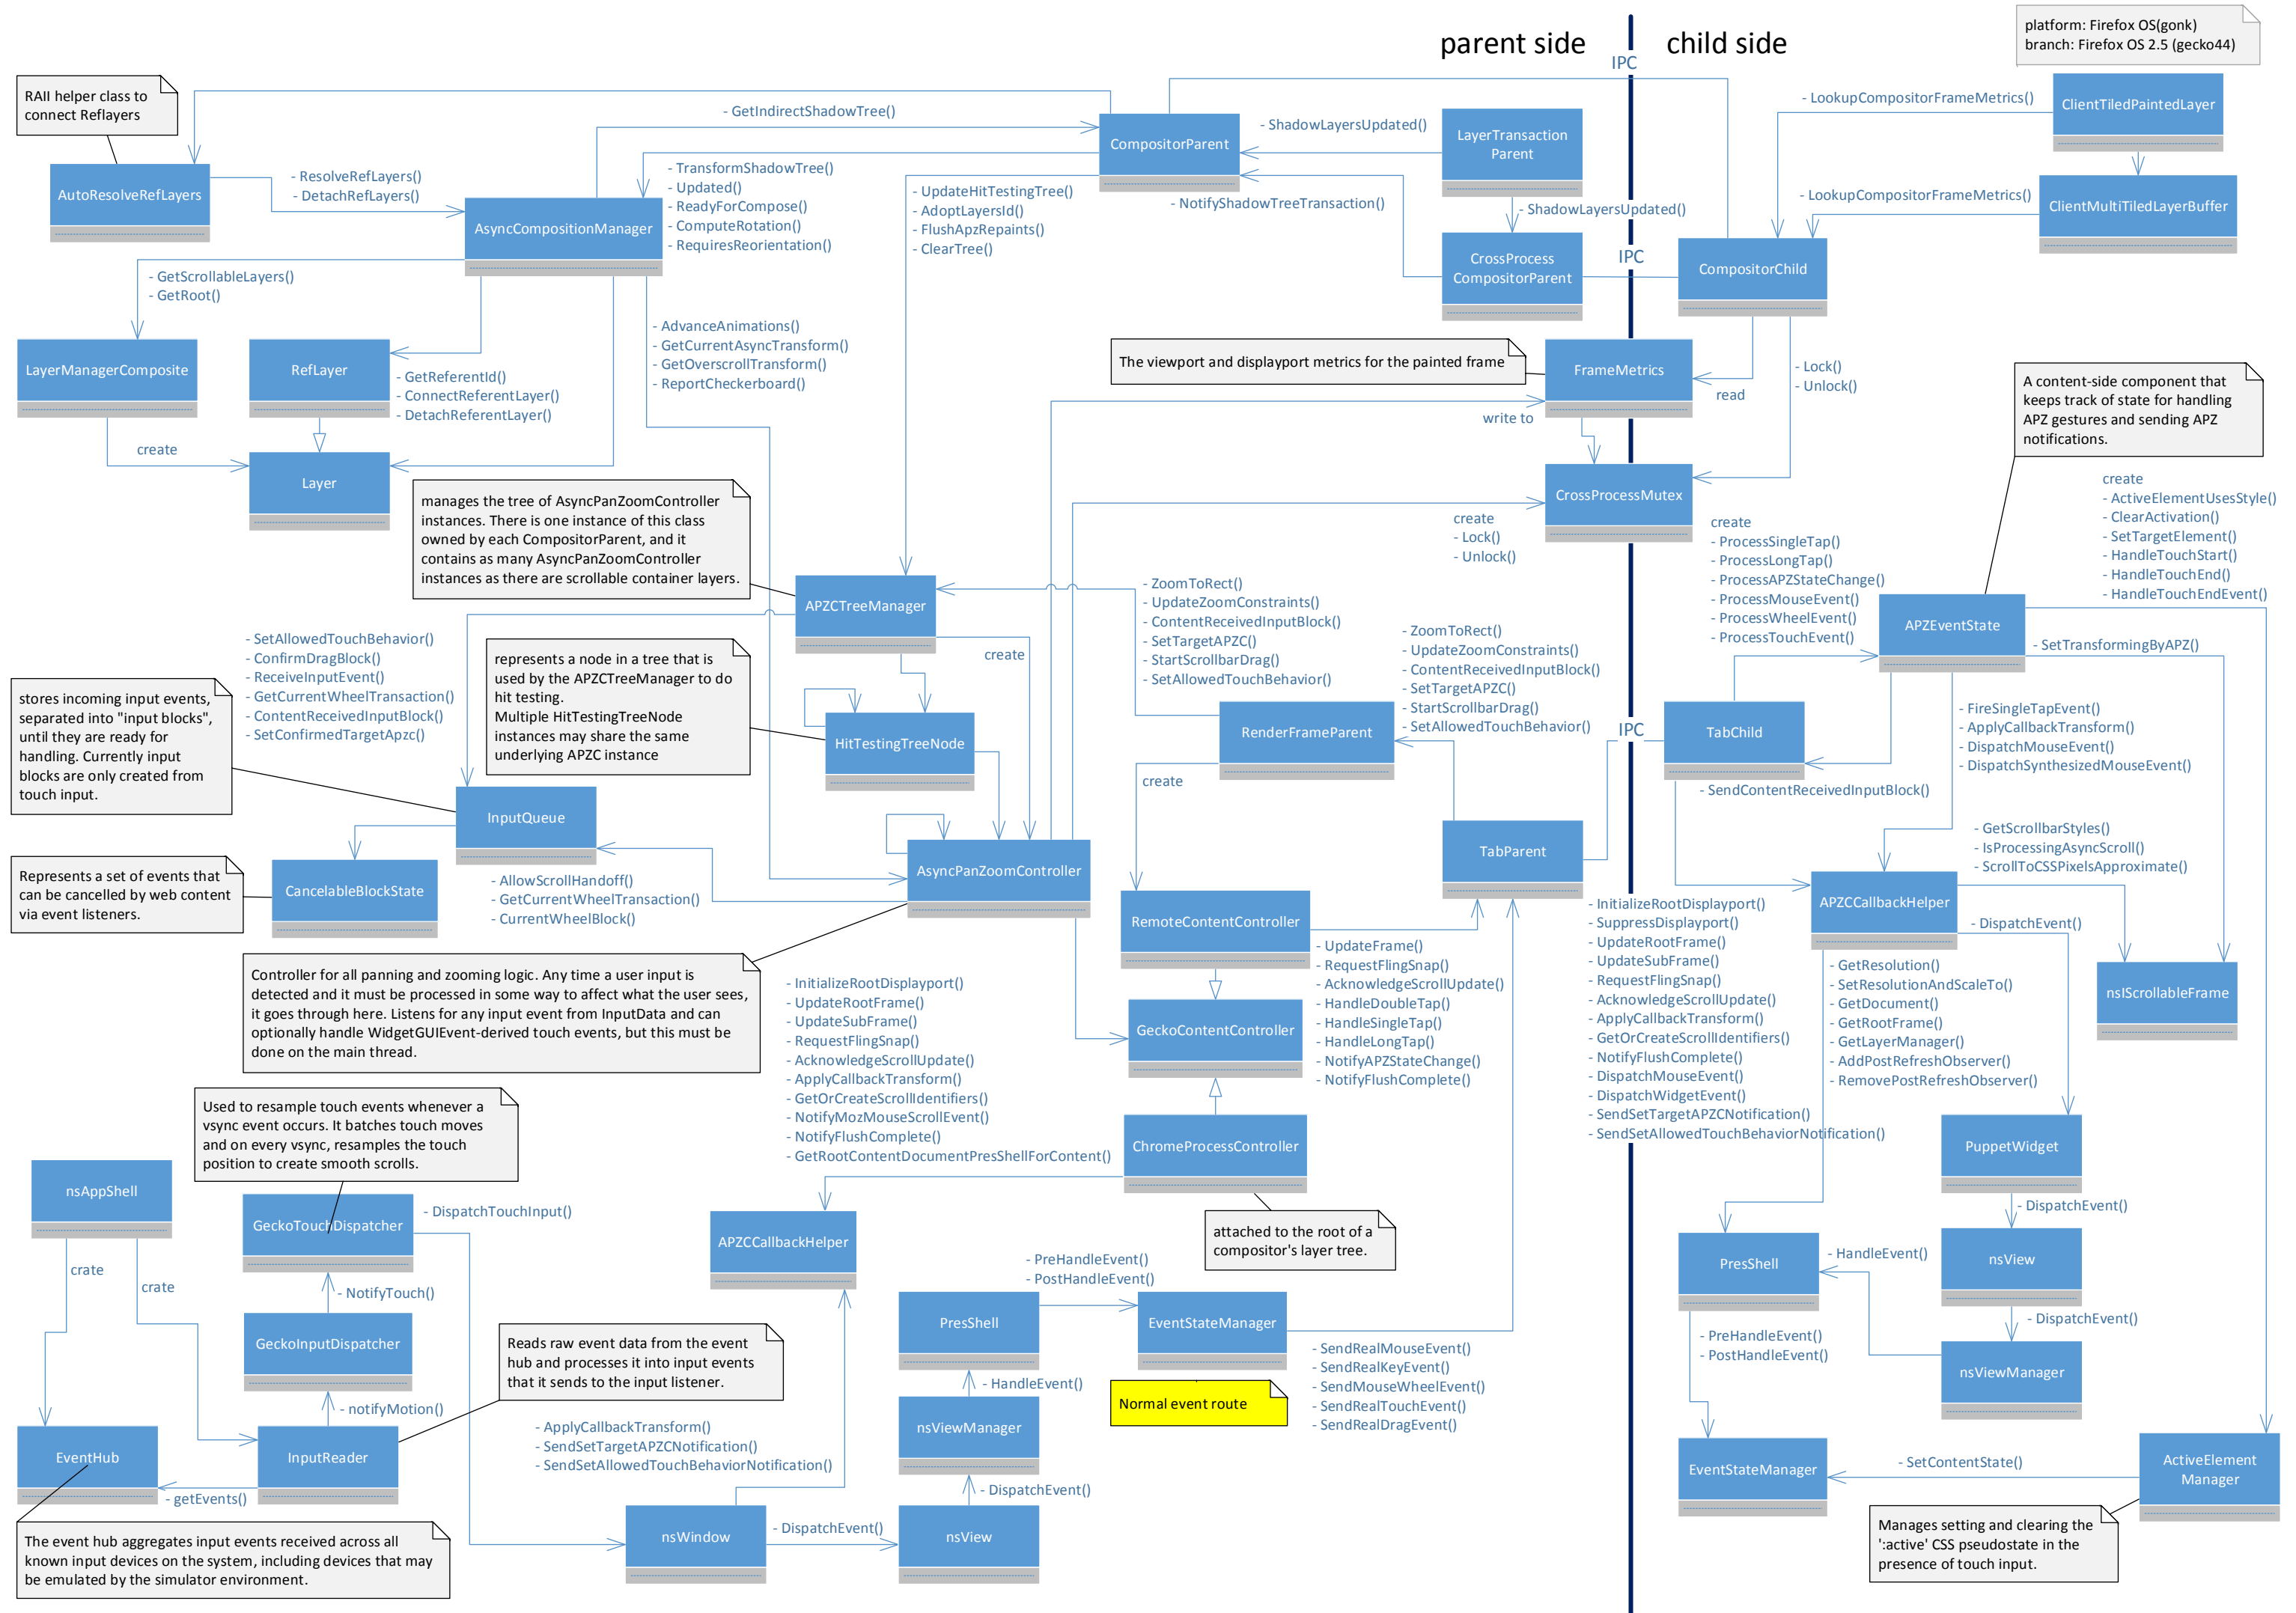 parent side
child side
platform: Firefox OS(gonk)
branch: Firefox OS 2.5 (gecko44)
IPC
RAII helper class to
connect Reflayers
- GetIndirectShadowTree()
CompositorParent
- ShadowLayersUpdated()
LayerTransaction
Parent
- LookupCompositorFrameMetrics()
ClientTiledPaintedLayer
AutoResolveRefLayers
- ResolveRefLayers()
- DetachRefLayers()
AsyncCompositionManager
- TransformShadowTree()
- Updated()
- ReadyForCompose()
- ComputeRotation()
- RequiresReorientation()
- UpdateHitTestingTree()
- AdoptLayersId()
- FlushApzRepaints()
- ClearTree()
- NotifyShadowTreeTransaction()
- ShadowLayersUpdated()
- LookupCompositorFrameMetrics()
ClientMultiTiledLayerBuffer
CrossProcess
CompositorParent
IPC
CompositorChild
- GetScrollableLayers()
- GetRoot()
LayerManagerComposite
RefLayer
- GetReferentId()
- ConnectReferentLayer()
- DetachReferentLayer()
- AdvanceAnimations()
- GetCurrentAsyncTransform()
- GetOverscrollTransform()
- ReportCheckerboard()
The viewport and displayport metrics for the painted frame
FrameMetrics
read
- Lock()
- Unlock()
write to
A content-side component that
keeps track of state for handling
APZ gestures and sending APZ
notifications.
create
Layer
manages the tree of AsyncPanZoomController
instances. There is one instance of this class
owned by each CompositorParent, and it
contains as many AsyncPanZoomController
instances as there are scrollable container layers.
CrossProcessMutex
create
- Lock()
- Unlock()
create
- ProcessSingleTap()
- ProcessLongTap()
- ProcessAPZStateChange()
- ProcessMouseEvent()
- ProcessWheelEvent()
- ProcessTouchEvent()
create
- ActiveElementUsesStyle()
- ClearActivation()
- SetTargetElement()
- HandleTouchStart()
- HandleTouchEnd()
- HandleTouchEndEvent()
APZCTreeManager
- ZoomToRect()
- UpdateZoomConstraints()
- ContentReceivedInputBlock()
- SetTargetAPZC()
- StartScrollbarDrag()
- SetAllowedTouchBehavior()
- ZoomToRect()
- UpdateZoomConstraints()
- ContentReceivedInputBlock()
- SetTargetAPZC()
- StartScrollbarDrag()
- SetAllowedTouchBehavior()
APZEventState
- SetTransformingByAPZ()
- SetAllowedTouchBehavior()
- ConfirmDragBlock()
- ReceiveInputEvent()
- GetCurrentWheelTransaction()
- ContentReceivedInputBlock()
- SetConfirmedTargetApzc()
represents a node in a tree that is
used by the APZCTreeManager to do
hit testing.
Multiple HitTestingTreeNode
instances may share the same
underlying APZC instance
create
stores incoming input events,
separated into "input blocks",
until they are ready for
handling. Currently input
blocks are only created from
touch input.
HitTestingTreeNode
RenderFrameParent
IPC
TabChild
- FireSingleTapEvent()
- ApplyCallbackTransform()
- DispatchMouseEvent()
- DispatchSynthesizedMouseEvent()
create
- SendContentReceivedInputBlock()
InputQueue
AsyncPanZoomController
TabParent
- GetScrollbarStyles()
- IsProcessingAsyncScroll()
- ScrollToCSSPixelsApproximate()
Represents a set of events that
can be cancelled by web content
via event listeners.
CancelableBlockState
- AllowScrollHandoff()
- GetCurrentWheelTransaction()
- CurrentWheelBlock()
RemoteContentController
APZCCallbackHelper
- DispatchEvent()
- InitializeRootDisplayport()
- SuppressDisplayport()
- UpdateRootFrame()
- UpdateSubFrame()
- RequestFlingSnap()
- AcknowledgeScrollUpdate()
- ApplyCallbackTransform()
- GetOrCreateScrollIdentifiers()
- NotifyFlushComplete()
- DispatchMouseEvent()
- DispatchWidgetEvent()
- SendSetTargetAPZCNotification()
- SendSetAllowedTouchBehaviorNotification()
- UpdateFrame()
- RequestFlingSnap()
- AcknowledgeScrollUpdate()
- HandleDoubleTap()
- HandleSingleTap()
- HandleLongTap()
- NotifyAPZStateChange()
- NotifyFlushComplete()
- GetResolution()
- SetResolutionAndScaleTo()
- GetDocument()
- GetRootFrame()
- GetLayerManager()
- AddPostRefreshObserver()
- RemovePostRefreshObserver()
nsIScrollableFrame
Controller for all panning and zooming logic. Any time a user input is
detected and it must be processed in some way to affect what the user sees,
it goes through here. Listens for any input event from InputData and can
optionally handle WidgetGUIEvent-derived touch events, but this must be
done on the main thread.
- InitializeRootDisplayport()
- UpdateRootFrame()
- UpdateSubFrame()
- RequestFlingSnap()
- AcknowledgeScrollUpdate()
- ApplyCallbackTransform()
- GetOrCreateScrollIdentifiers()
- NotifyMozMouseScrollEvent()
- NotifyFlushComplete()
- GetRootContentDocumentPresShellForContent()
GeckoContentController
ChromeProcessController
Used to resample touch events whenever a
vsync event occurs. It batches touch moves
and on every vsync, resamples the touch
position to create smooth scrolls.
PuppetWidget
nsAppShell
GeckoTouchDispatcher
- DispatchTouchInput()
APZCCallbackHelper
attached to the root of a
compositor's layer tree.
- DispatchEvent()
PresShell
- HandleEvent()
nsView
crate
crate
- NotifyTouch()
- PreHandleEvent()
- PostHandleEvent()
GeckoInputDispatcher
PresShell
EventStateManager
- DispatchEvent()
- PreHandleEvent()
- PostHandleEvent()
nsViewManager
Reads raw event data from the event
hub and processes it into input events
that it sends to the input listener.
- SendRealMouseEvent()
- SendRealKeyEvent()
- SendMouseWheelEvent()
- SendRealTouchEvent()
- SendRealDragEvent()
- HandleEvent()
Normal event route
- notifyMotion()
- ApplyCallbackTransform()
- SendSetTargetAPZCNotification()
- SendSetAllowedTouchBehaviorNotification()
nsViewManager
EventHub
InputReader
- getEvents()
EventStateManager
- SetContentState()
ActiveElement
Manager
- DispatchEvent()
nsWindow
- DispatchEvent()
nsView
The event hub aggregates input events received across all
known input devices on the system, including devices that may
be emulated by the simulator environment.
Manages setting and clearing the
':active' CSS pseudostate in the
presence of touch input.